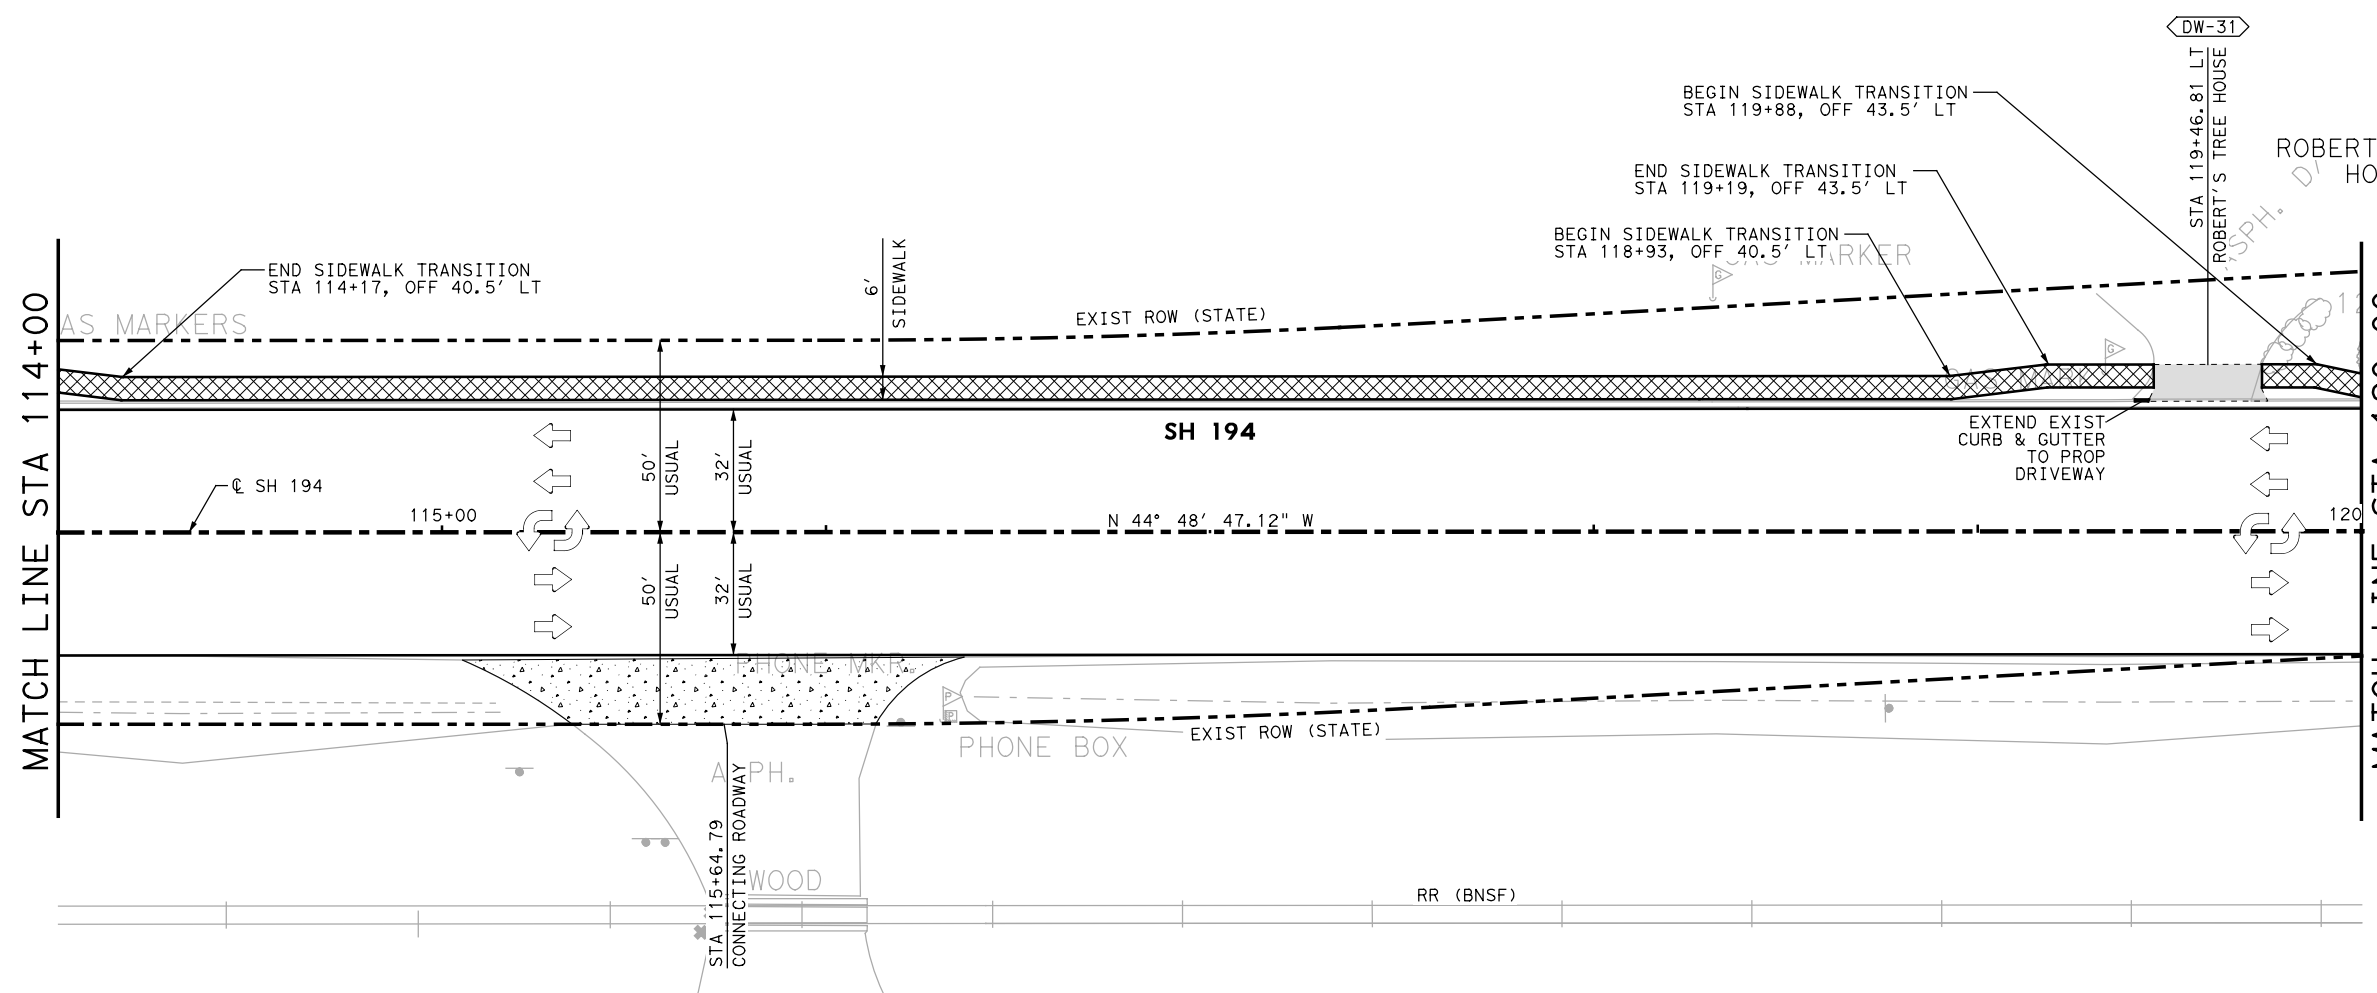 DW-31
STA 119+46.81 LT
ROBERT'S TREE HOUSE
BEGIN SIDEWALK TRANSITION
STA 119+88, OFF 43.5' LT
ROBERT
HO
END SIDEWALK TRANSITION
STA 119+19, OFF 43.5' LT
BEGIN SIDEWALK TRANSITION
STA 118+93, OFF 40.5' LT
MARKER
G
SPH. D/
END SIDEWALK TRANSITION
STA 114+17, OFF 40.5' LT
6'
SIDEWALK
AS MARKERS
EXIST ROW (STATE)
G
MATCH LINE STA 114+00
SH 194
EXTEND EXIST
CURB & GUTTER
TO PROP
DRIVEWAY
50'
USUAL
32'
USUAL
℄ SH 194
115+00
N 44° 48' 47.12" W
120
50'
USUAL
32'
USUAL
PHONE MKR.
P
P
EXIST ROW (STATE)
PHONE BOX
A PH.
STA 115+64.79
CONNECTING ROADWAY
WOOD
RR (BNSF)